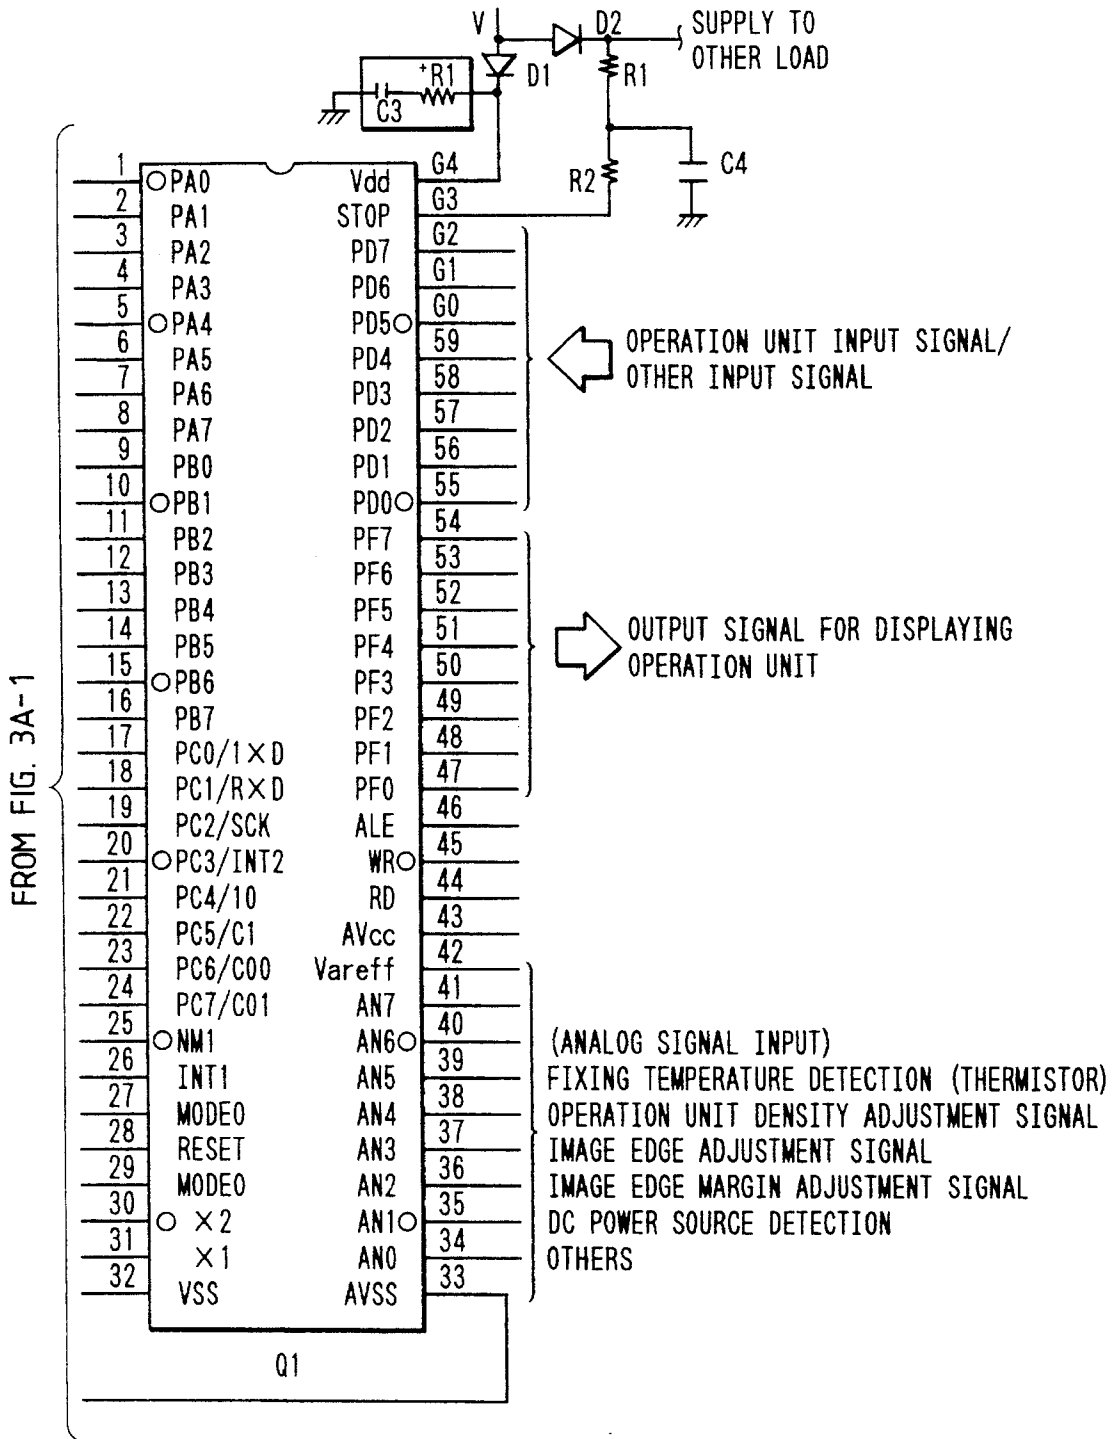 V
D2
SUPPLY TO
OTHER LOAD
+R1
D1
R1
C3
R2
C4
FROM FIG. 3A-1
1 PA0 Vdd G4
2 PA1 STOP G3
3 PA2 PD7 G2
4 PA3 PD6 G1
5 PA4 PD5 G0
6 PA5 PD4 59
7 PA6 PD3 58
8 PA7 PD2 57
9 PB0 PD1 56
10 PB1 PD0 55
11 PB2 PF7 54
12 PB3 PF6 53
13 PB4 PF5 52
14 PB5 PF4 51
15 PB6 PF3 50
16 PB7 PF2 49
17 PC0/1×D PF1 48
18 PC1/R×D PF0 47
19 PC2/SCK ALE 46
20 PC3/INT2 WR 45
21 PC4/10 RD 44
22 PC5/C1 AVcc 43
23 PC6/C00 Vareff 42
24 PC7/C01 AN7 41
25 NM1 AN6 40
26 INT1 AN5 39
27 MODE0 AN4 38
28 RESET AN3 37
29 MODE0 AN2 36
30 ×2 AN1 35
31 ×1 AN0 34
32 VSS AVSS 33
Q1
OPERATION UNIT INPUT SIGNAL/
OTHER INPUT SIGNAL
OUTPUT SIGNAL FOR DISPLAYING
OPERATION UNIT
(ANALOG SIGNAL INPUT)
FIXING TEMPERATURE DETECTION (THERMISTOR)
OPERATION UNIT DENSITY ADJUSTMENT SIGNAL
IMAGE EDGE ADJUSTMENT SIGNAL
IMAGE EDGE MARGIN ADJUSTMENT SIGNAL
DC POWER SOURCE DETECTION
OTHERS